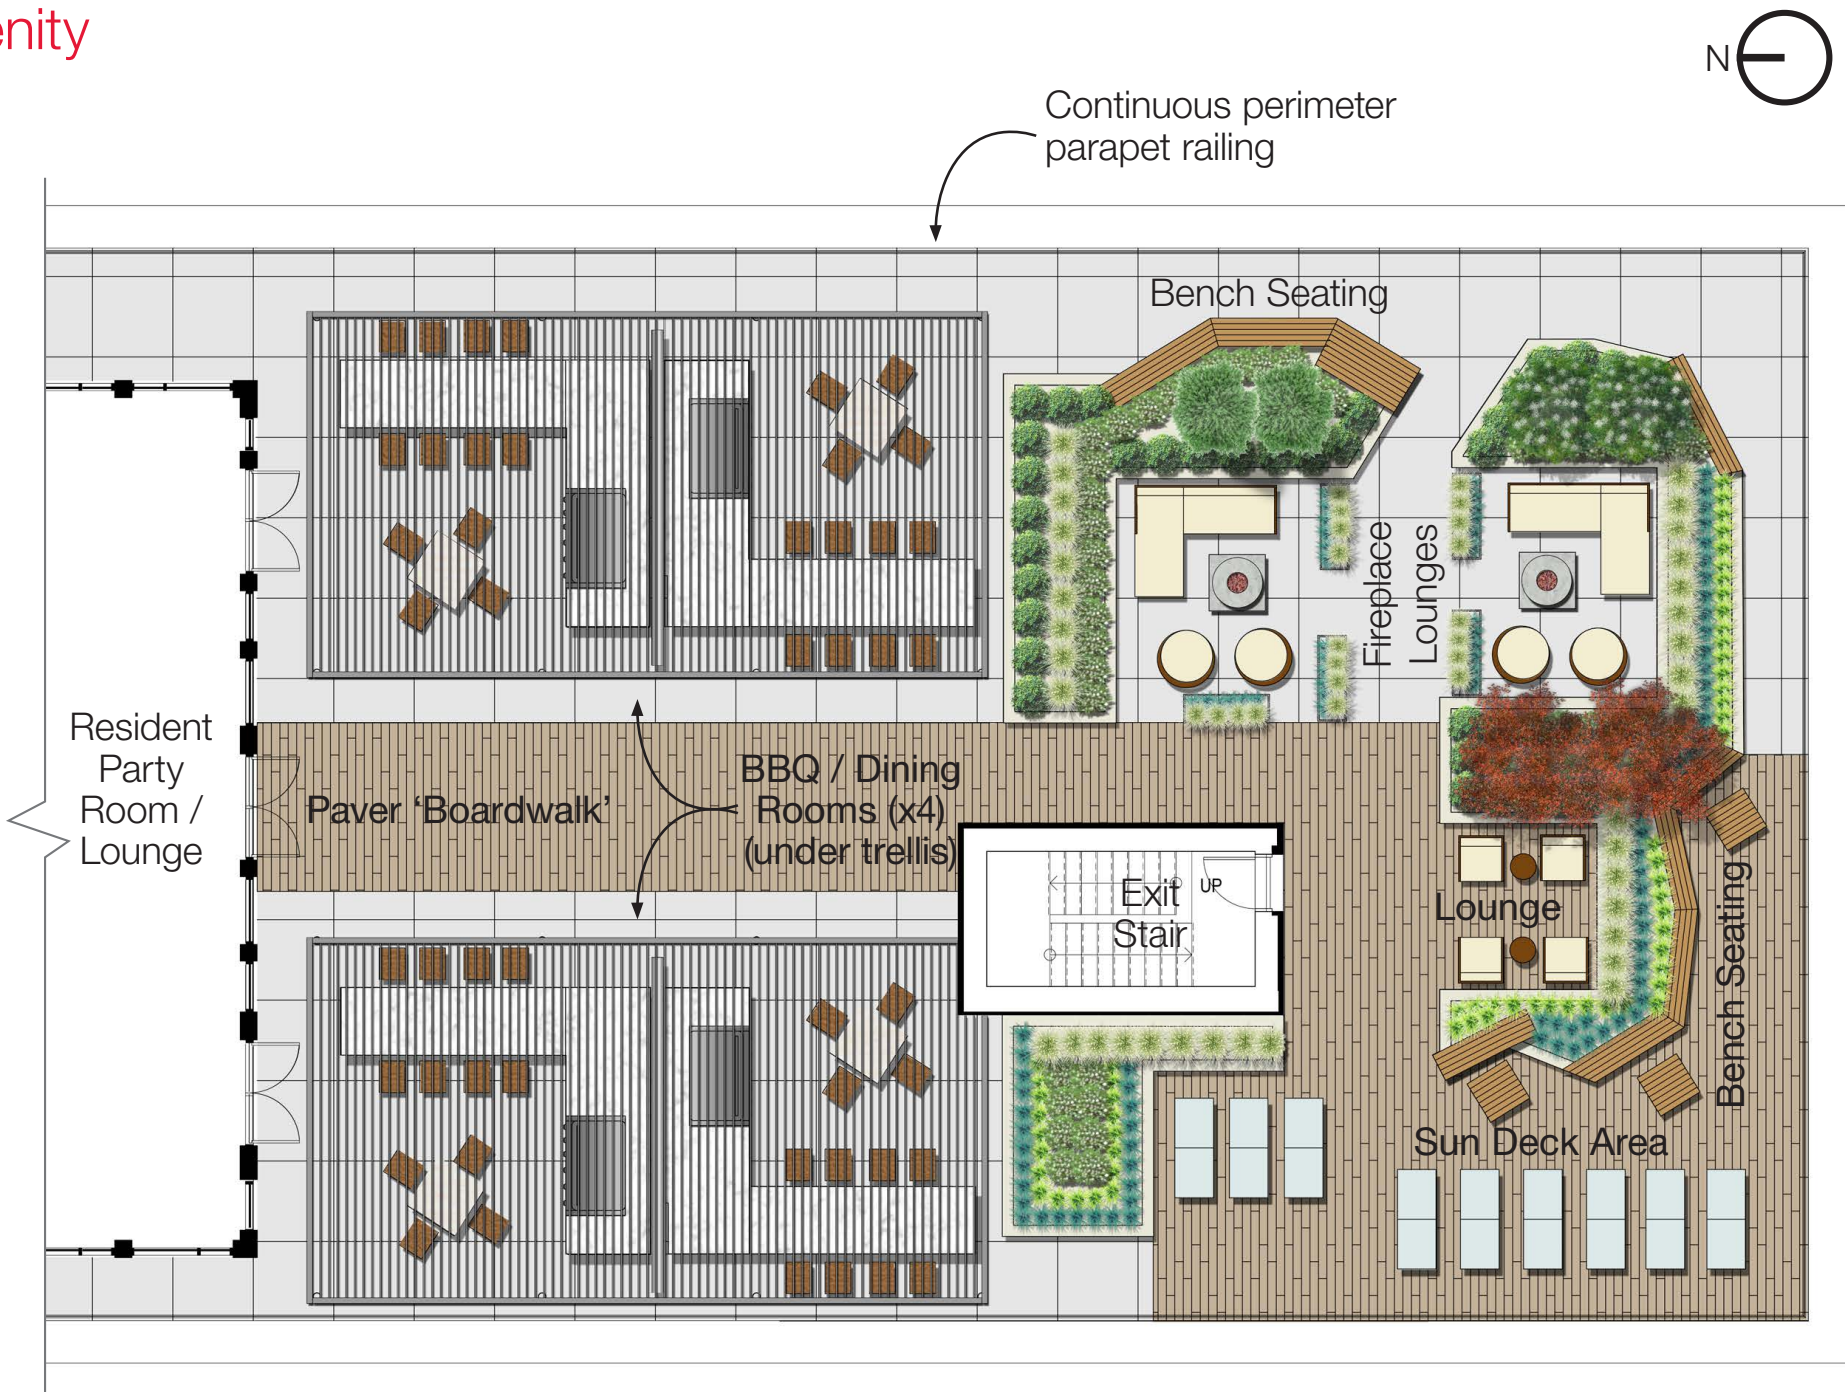 enity
N
Continuous perimeter
parapet railing
Bench Seating
Fireplace
Lounges
Resident
Party
Room /
Lounge
Paver ‘Boardwalk’
BBQ / Dining
Rooms (x4)
(under trellis)
Exit
Stair
UP
Lounge
Bench Seating
Sun Deck Area